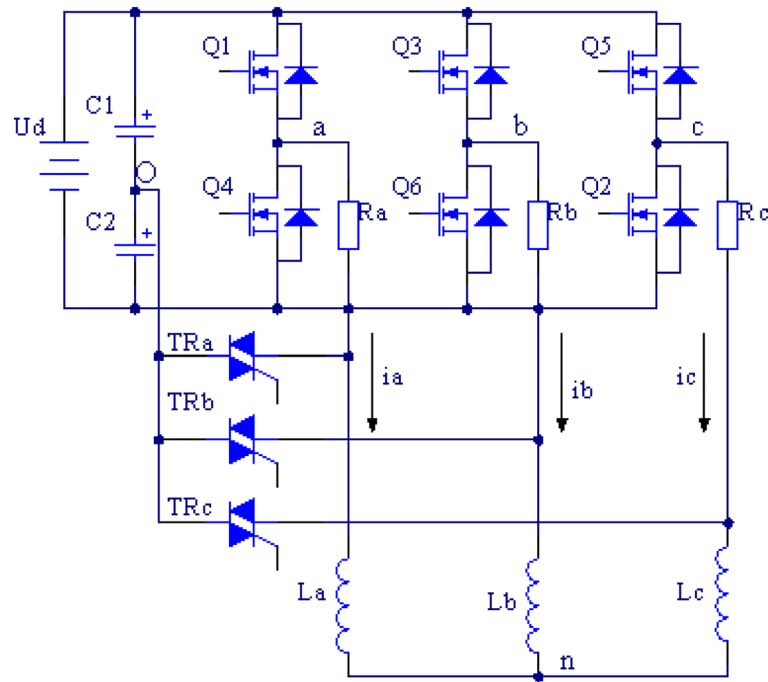 Q1 Q3 Q5
C1
Ud
a b c
O
Q4 Q6 Q2
C2
Ra Rb Rc
TRa
ia ib ic
TRb
TRc
La Lb Lc
n